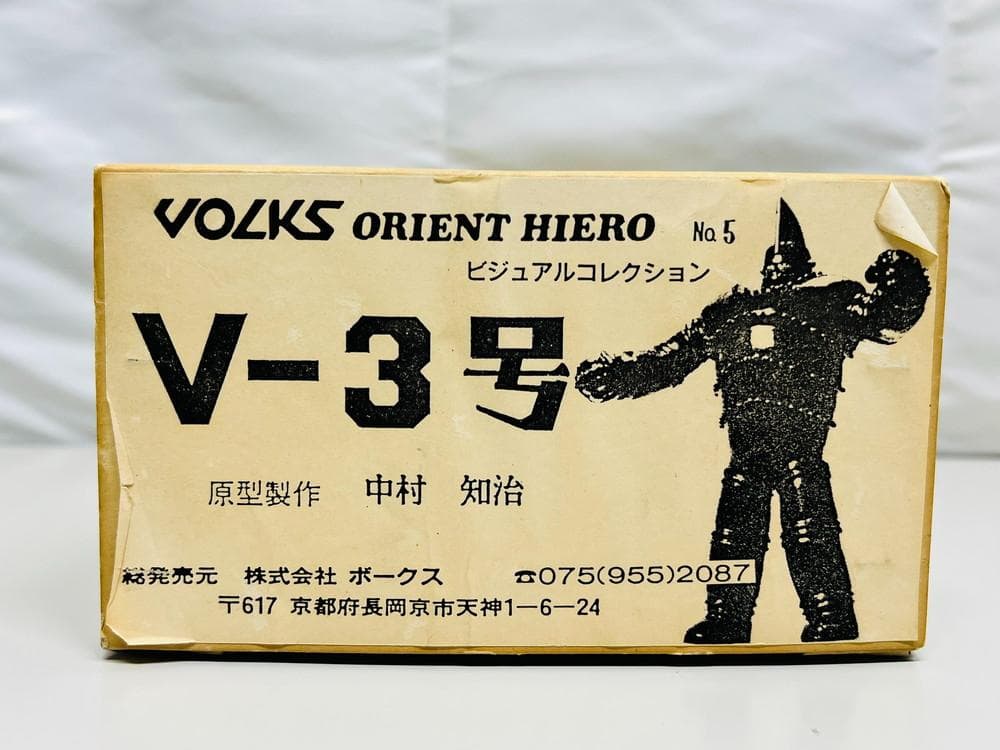 VOLKS ORIENT HIERO No.5
ビジュアルコレクション
V-3号
原型製作 中村 知治
総発売元 株式会社 ボークス ☎075(955)2087
〒617 京都府長岡京市天神1-6-24